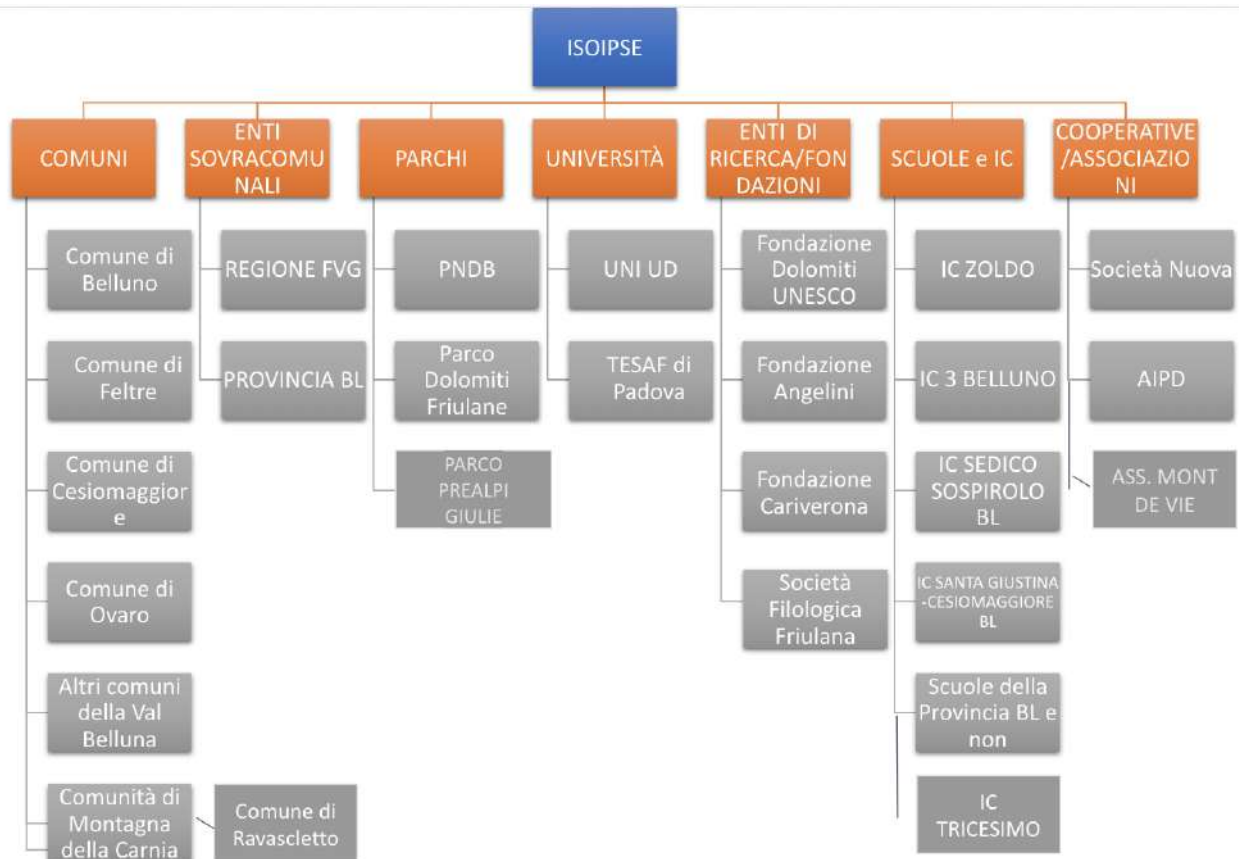 ISOIPSE
COMUNI
ENTI
SOVRACOMU
NALI
PARCHI
UNIVERSITÀ
ENTI DI
RICERCA/FON
DAZIONI
SCUOLE e IC
COOPERATIVE
/ASSOCIAZIO
NI
Comune di
Belluno
Comune di
Feltre
Comune di
Cesiomaggior
e
Comune di
Ovaro
Altri comuni
della Val
Belluna
Comunità di
Montagna
della Carnia
Comune di
Ravascletto
REGIONE FVG
PROVINCIA BL
PNDB
Parco
Dolomiti
Friulane
PARCO
PREALPI
GIULIE
UNI UD
TESAF di
Padova
Fondazione
Dolomiti
UNESCO
Fondazione
Angelini
Fondazione
Cariverona
Società
Filologica
Friulana
IC ZOLDO
IC 3 BELLUNO
IC SEDICO
SOSPIROLO
BL
IC SANTA GIUSTINA
-CESIOMAGGIORE
BL
Scuole della
Provincia BL e
non
IC
TRICESIMO
Società Nuova
AIPD
ASS. MONT
DE VIE